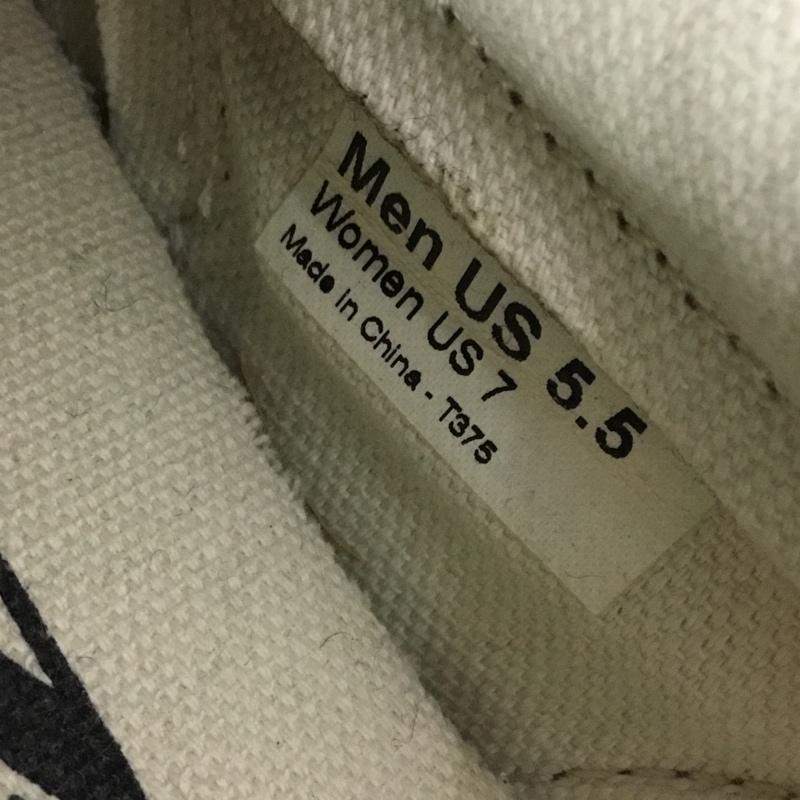 Men US 5.5
Women US 7
Made in China - T375